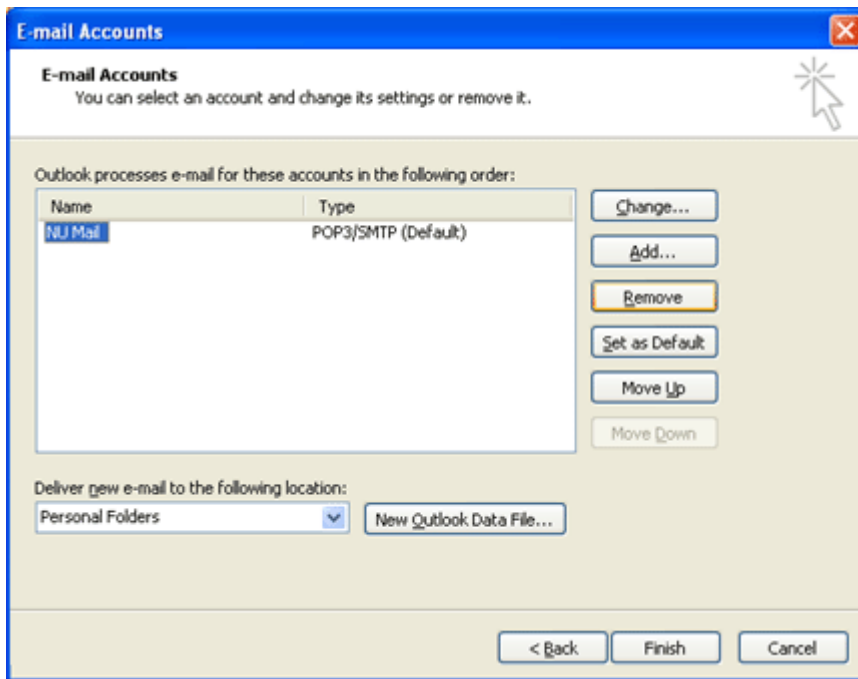 E-mail Accounts
E-mail Accounts
You can select an account and change its settings or remove it.
Outlook processes e-mail for these accounts in the following order:
Name Type
NU Mail POP3/SMTP (Default)
Change...
Add...
Remove
Set as Default
Move Up
Move Down
Deliver new e-mail to the following location:
Personal Folders New Outlook Data File...
< Back Finish Cancel